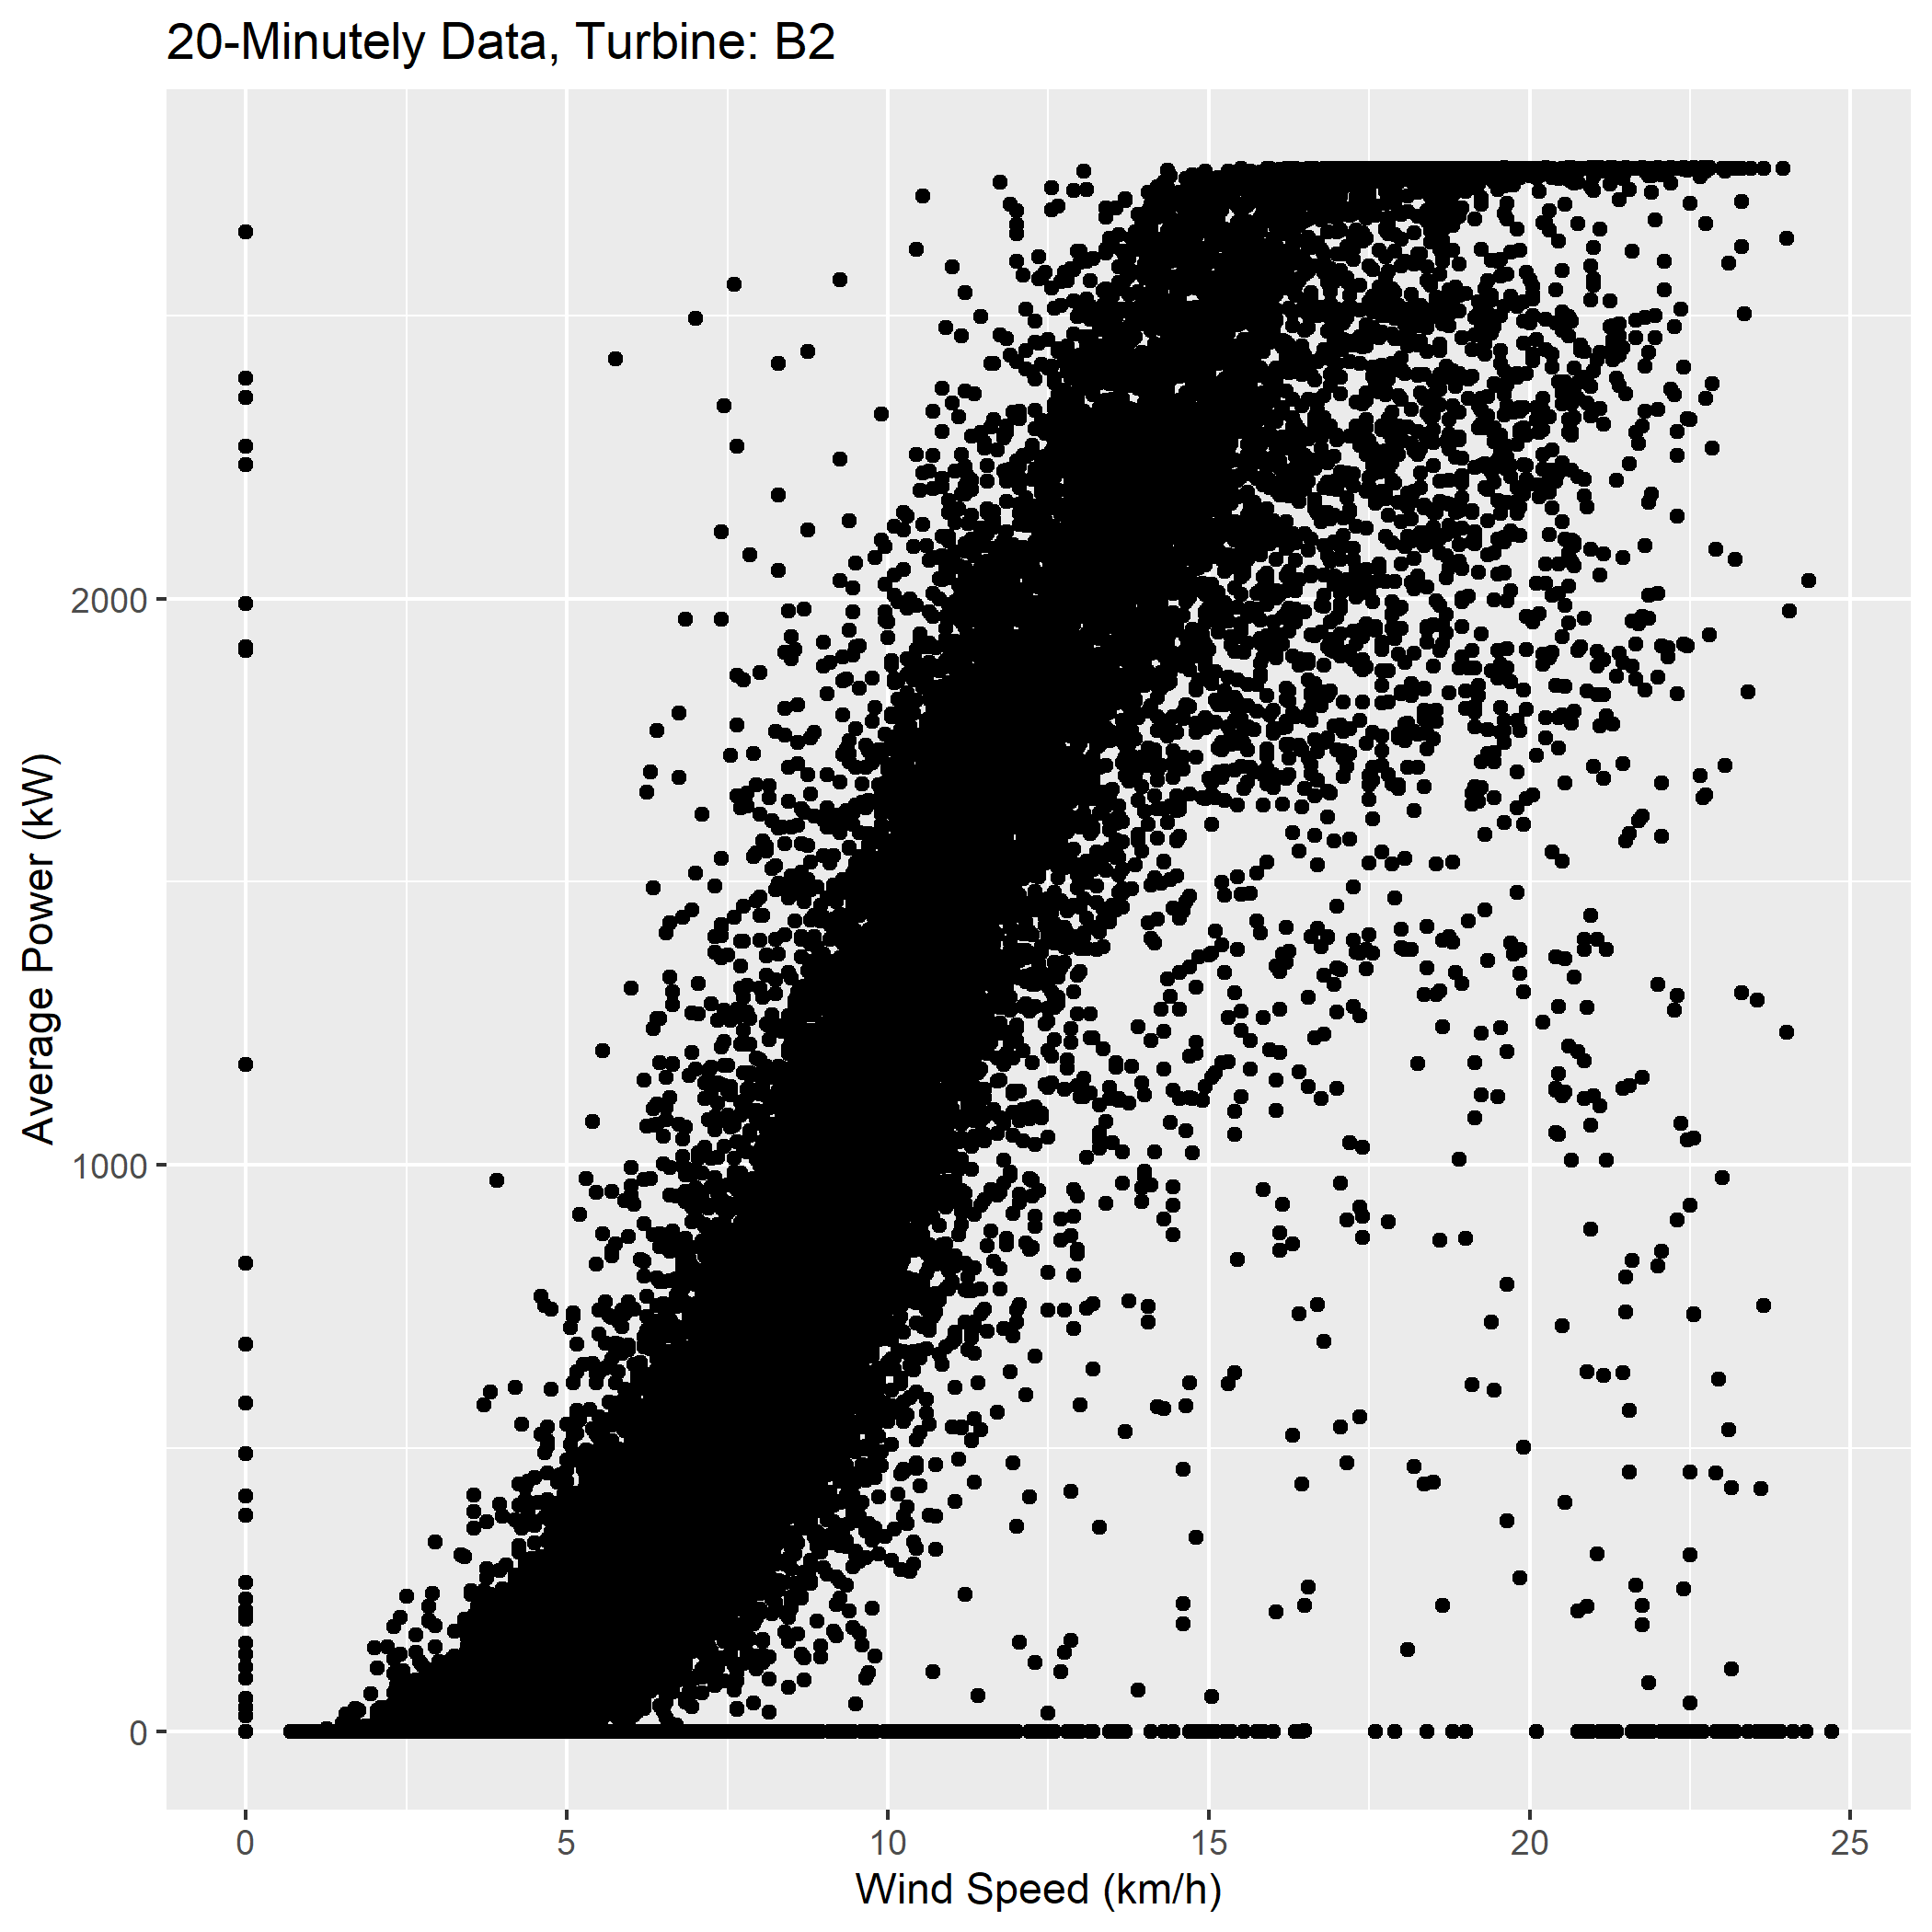 20-Minutely Data, Turbine: B2
Average Power (kW)
2000
1000
0
0 5 10 15 20 25
Wind Speed (km/h)